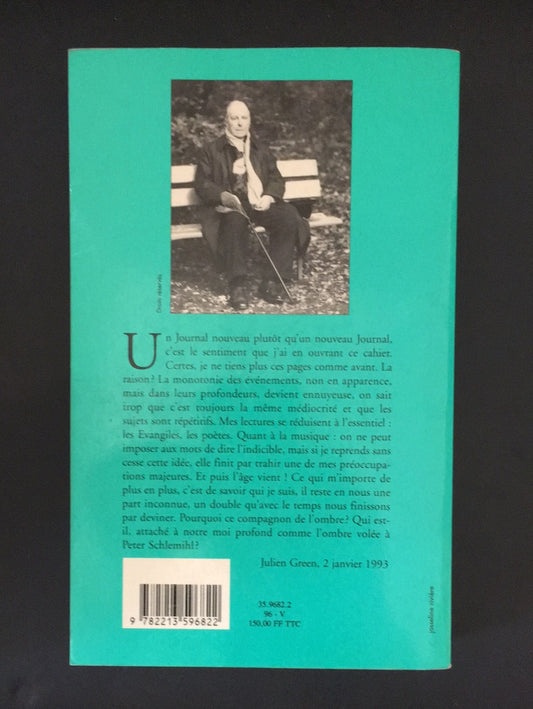 Droits réservés
Un Journal nouveau plutôt qu'un nouveau Journal,
c'est le sentiment que j'ai en ouvrant ce cahier.
Certes, je ne tiens plus ces pages comme avant. La
raison? La monotonie des événements, non en apparence,
mais dans leurs profondeurs, devient ennuyeuse, on sait
trop que c'est toujours la même médiocrité et que les
sujets sont répétitifs. Mes lectures se réduisent à l'essentiel :
les Evangiles, les poètes. Quant à la musique : on ne peut
imposer aux mots de dire l'indicible, mais si je reprends sans
cesse cette idée, elle finit par trahir une de mes préoccupa-
tions majeures. Et puis l'âge vient ! Ce qui m'importe de
plus en plus, c'est de savoir qui je suis, il reste en nous une
part inconnue, un double qu'avec le temps nous finissons
par deviner. Pourquoi ce compagnon de l'ombre? Qui est-
il, attaché à notre moi profond comme l'ombre volée à
Peter Schlemihl?
Julien Green, 2 janvier 1993
35.9682.2
96 - V
150,00 FF TTC
9 782213 596822
josseline rivière